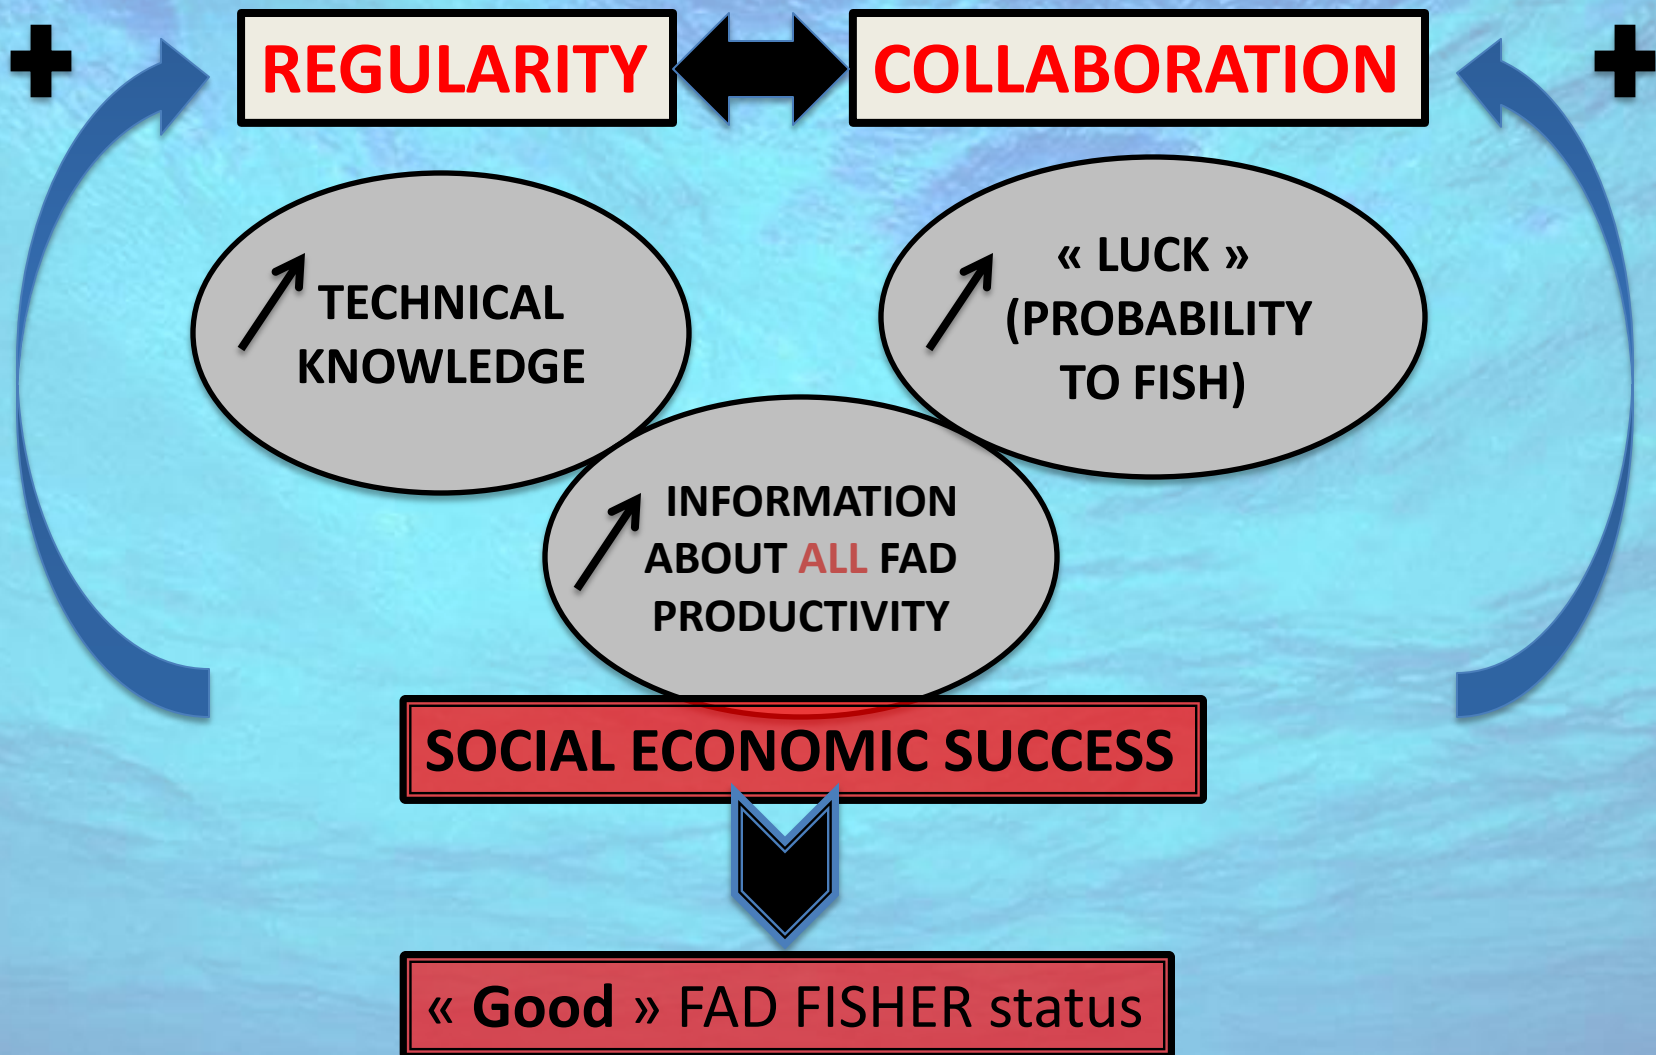 REGULARITY
COLLABORATION
TECHNICAL
KNOWLEDGE
« LUCK »
(PROBABILITY
TO FISH)
INFORMATION
ABOUT ALL FAD
PRODUCTIVITY
SOCIAL ECONOMIC SUCCESS
« Good » FAD FISHER status